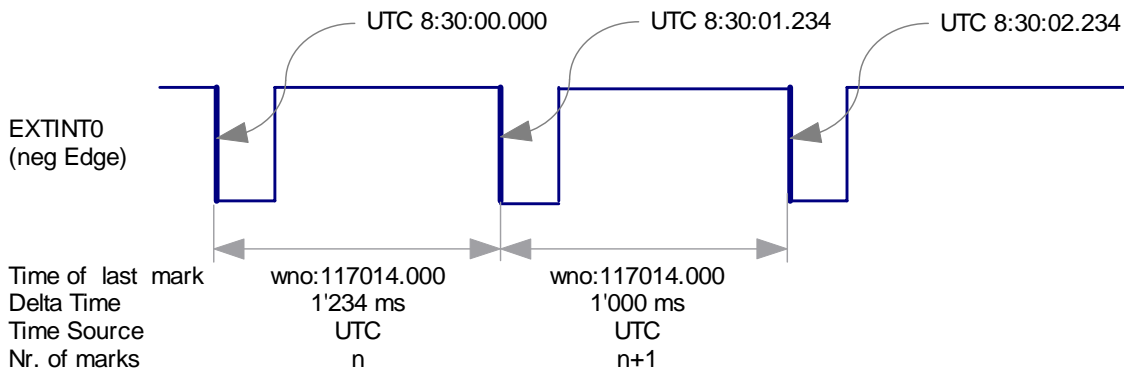 UTC 8:30:00.000 UTC 8:30:01.234 UTC 8:30:02.234
EXTINT0
(neg Edge)
Time of last mark wno:117014.000 wno:117014.000
Delta Time 1'234 ms 1'000 ms
Time Source UTC UTC
Nr. of marks n n+1